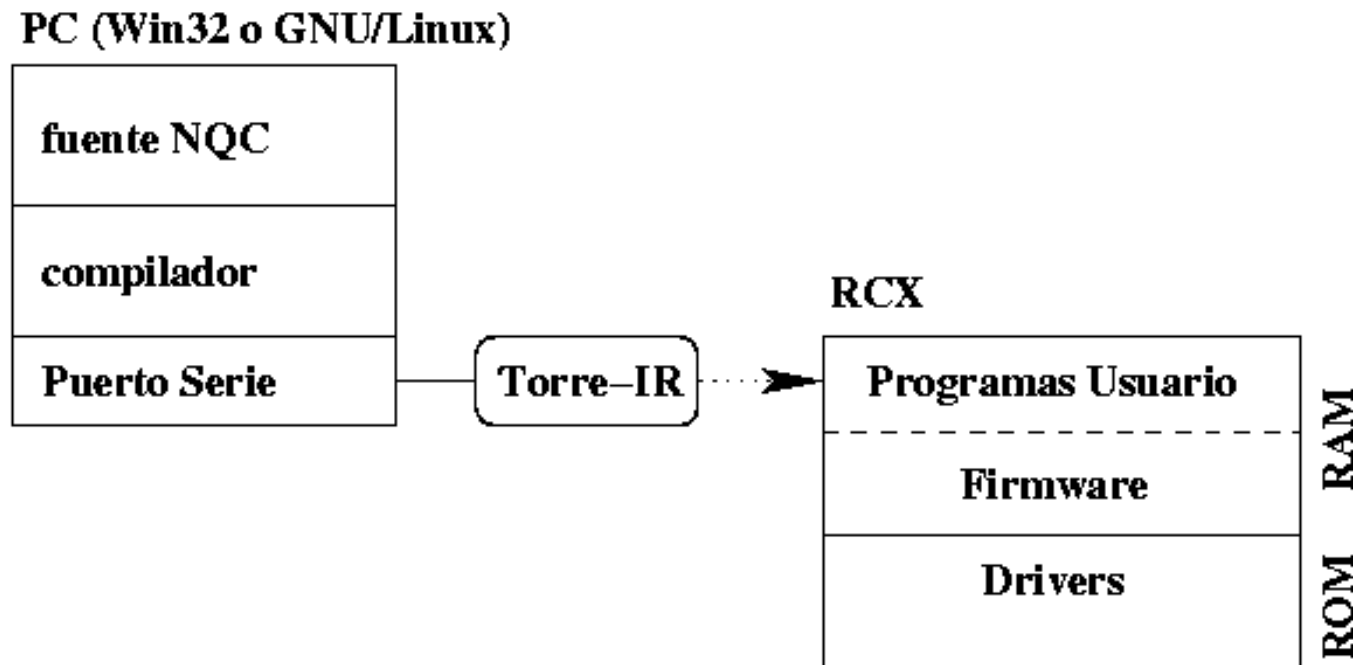 PC (Win32 o GNU/Linux)
fuente NQC
compilador
Puerto Serie
Torre–IR
RCX
Programas Usuario
Firmware
RAM
Drivers
ROM